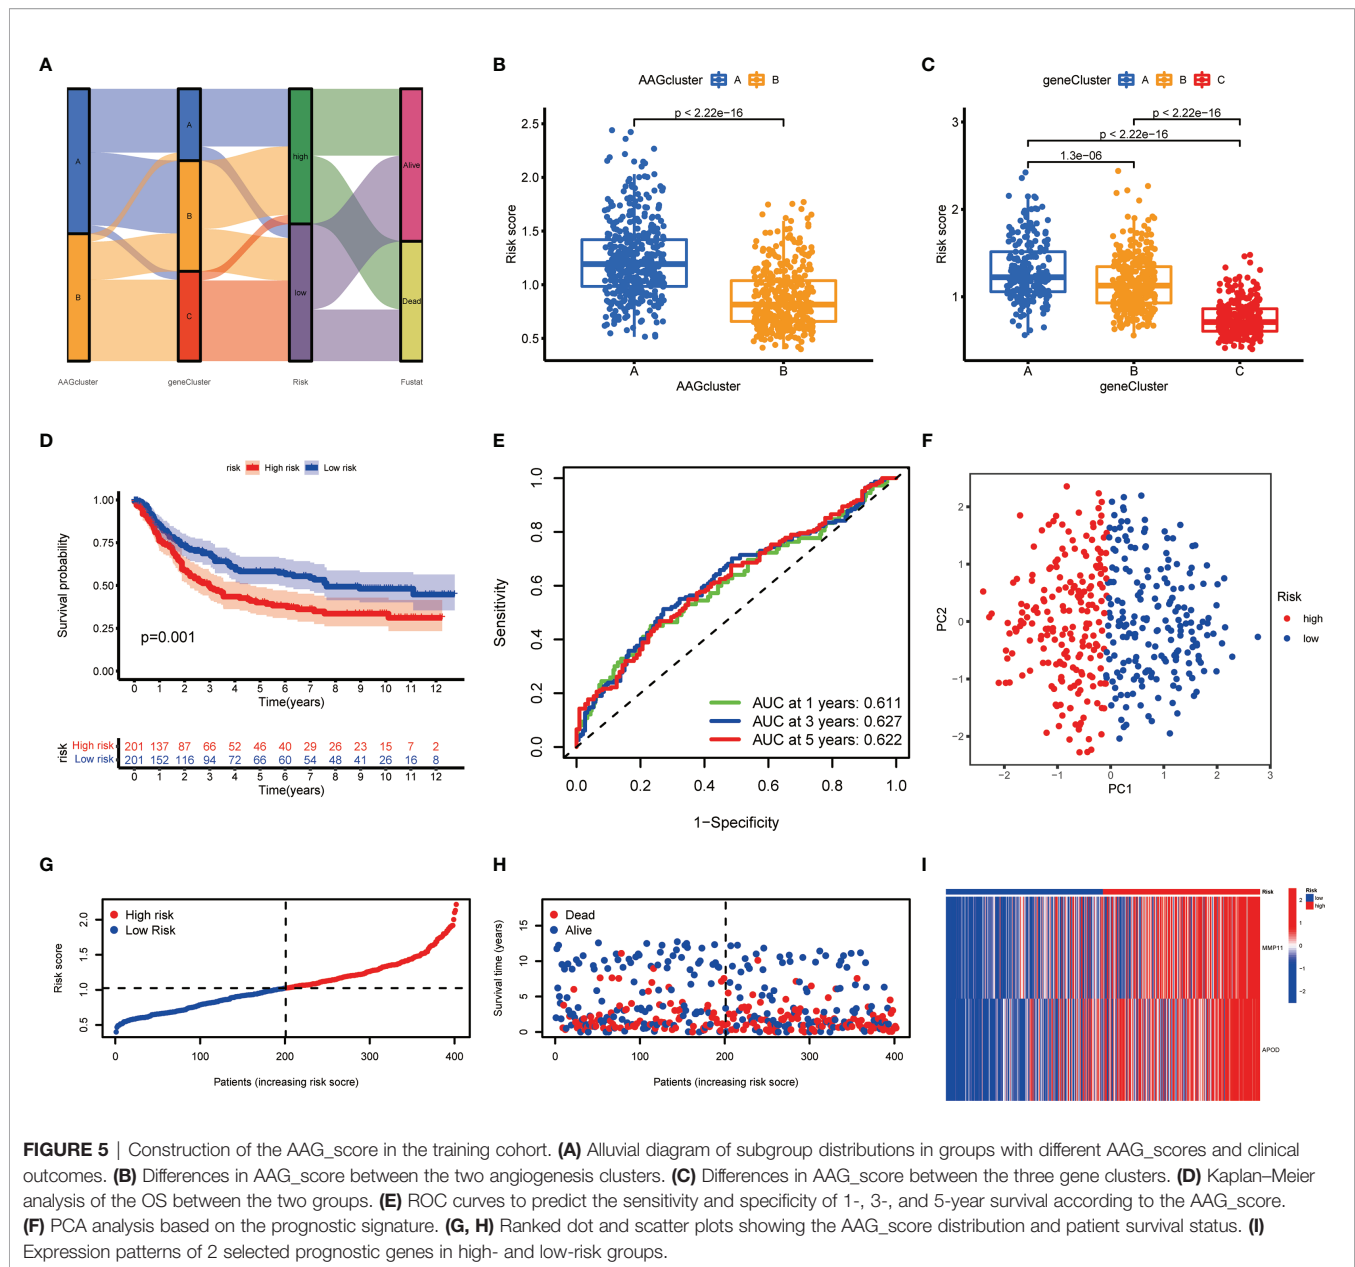 A
A
B
A
B
C
high
low
Alive
Dead
AAGcluster
geneCluster
Risk
Fustat
B
AAGcluster A B
p < 2.22e−16
2.5
2.0
1.5
1.0
0.5
Risk score
A B
AAGcluster
C
geneCluster A B C
p < 2.22e−16
p < 2.22e−16
1.3e−06
3
2
1
Risk score
A B C
geneCluster
D
risk High risk Low risk
1.00
0.75
0.50
0.25
0.00
Survival probability
p=0.001
0 1 2 3 4 5 6 7 8 9 10 11 12
Time(years)
risk
High risk 201 137 87 66 52 46 40 29 26 23 15 7 2
Low risk 201 152 116 94 72 66 60 54 48 41 26 16 8
0 1 2 3 4 5 6 7 8 9 10 11 12
Time(years)
E
1.0
0.8
0.6
0.4
0.2
0.0
Sensitivity
AUC at 1 years: 0.611
AUC at 3 years: 0.627
AUC at 5 years: 0.622
0.0 0.2 0.4 0.6 0.8 1.0
1−Specificity
F
2
1
0
−1
−2
PC2
−2 −1 0 1 2 3
PC1
Risk
high
low
G
High risk
Low Risk
2.0
1.5
1.0
0.5
Risk score
0 100 200 300 400
Patients (increasing risk socre)
H
Dead
Alive
15
10
5
0
Survival time (years)
0 100 200 300 400
Patients (increasing risk socre)
I
Risk
MMP11
APOD
2
1
0
−1
−2
Risk
low
high
FIGURE 5 | Construction of the AAG_score in the training cohort. (A) Alluvial diagram of subgroup distributions in groups with different AAG_scores and clinical
outcomes. (B) Differences in AAG_score between the two angiogenesis clusters. (C) Differences in AAG_score between the three gene clusters. (D) Kaplan–Meier
analysis of the OS between the two groups. (E) ROC curves to predict the sensitivity and specificity of 1-, 3-, and 5-year survival according to the AAG_score.
(F) PCA analysis based on the prognostic signature. (G, H) Ranked dot and scatter plots showing the AAG_score distribution and patient survival status. (I)
Expression patterns of 2 selected prognostic genes in high- and low-risk groups.